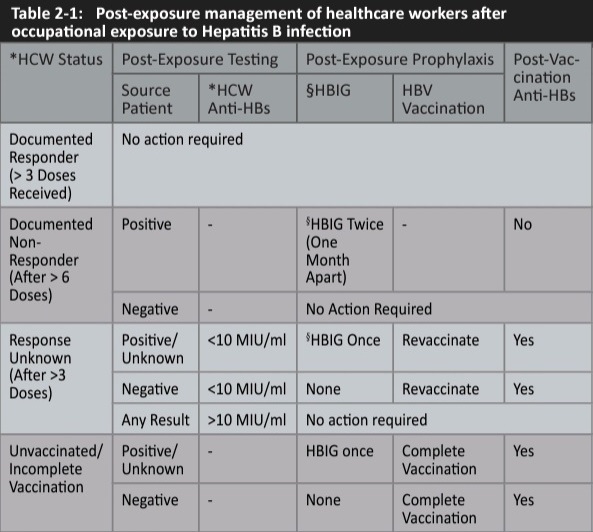 Table 2-1: Post-exposure management of healthcare workers after
occupational exposure to Hepatitis B infection
*HCW Status
Post-Exposure Testing
Post-Exposure Prophylaxis
Post-Vac-
cination
Anti-HBs
Source
Patient
*HCW
Anti-HBs
§HBIG
HBV
Vaccination
Documented
Responder
(> 3 Doses
Received)
No action required
Documented
Non-
Responder
(After > 6
Doses)
Positive
-
§HBIG Twice
(One
Month
Apart)
-
No
Negative
-
No Action Required
Response
Unknown
(After >3
Doses)
Positive/
Unknown
<10 MIU/ml
§HBIG Once
Revaccinate
Yes
Negative
<10 MIU/ml
None
Revaccinate
Yes
Any Result
>10 MIU/ml
No action required
Unvaccinated/
Incomplete
Vaccination
Positive/
Unknown
-
HBIG once
Complete
Vaccination
Yes
Negative
-
None
Complete
Vaccination
Yes